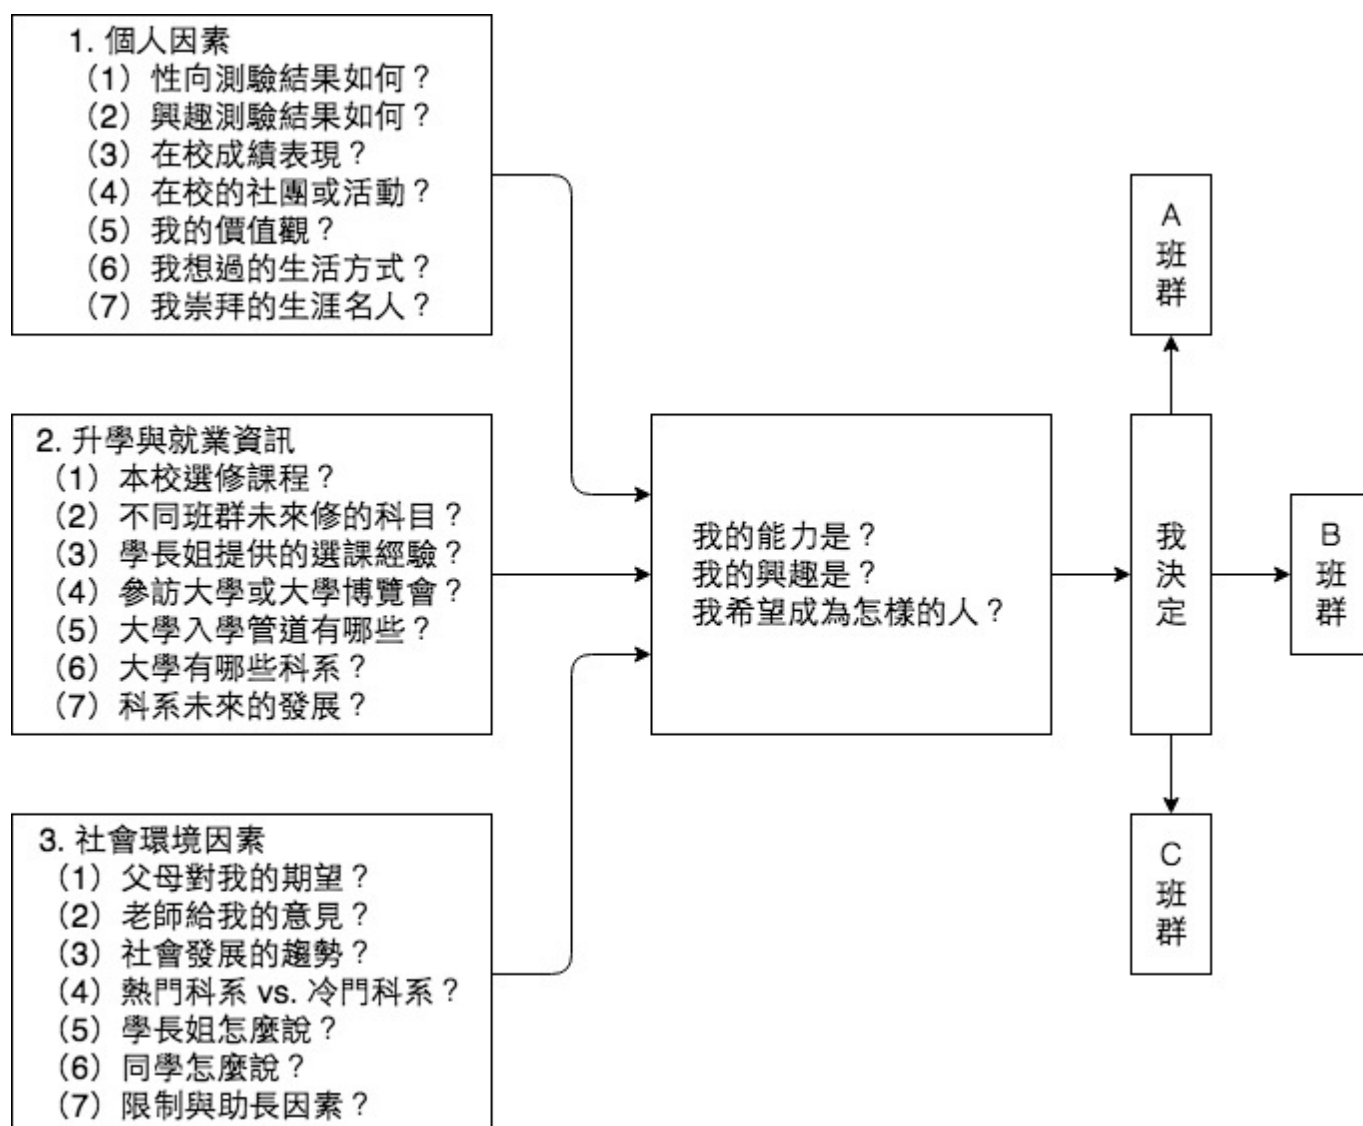 1. 個人因素
（1）性向測驗結果如何？
（2）興趣測驗結果如何？
（3）在校成績表現？
（4）在校的社團或活動？
（5）我的價值觀？
（6）我想過的生活方式？
（7）我崇拜的生涯名人？
2. 升學與就業資訊
（1）本校選修課程？
（2）不同班群未來修的科目？
（3）學長姐提供的選課經驗？
（4）參訪大學或大學博覽會？
（5）大學入學管道有哪些？
（6）大學有哪些科系？
（7）科系未來的發展？
3. 社會環境因素
（1）父母對我的期望？
（2）老師給我的意見？
（3）社會發展的趨勢？
（4）熱門科系 vs. 冷門科系？
（5）學長姐怎麼說？
（6）同學怎麼說？
（7）限制與助長因素？
我的能力是？
我的興趣是？
我希望成為怎樣的人？
我決定
A班群
B班群
C班群